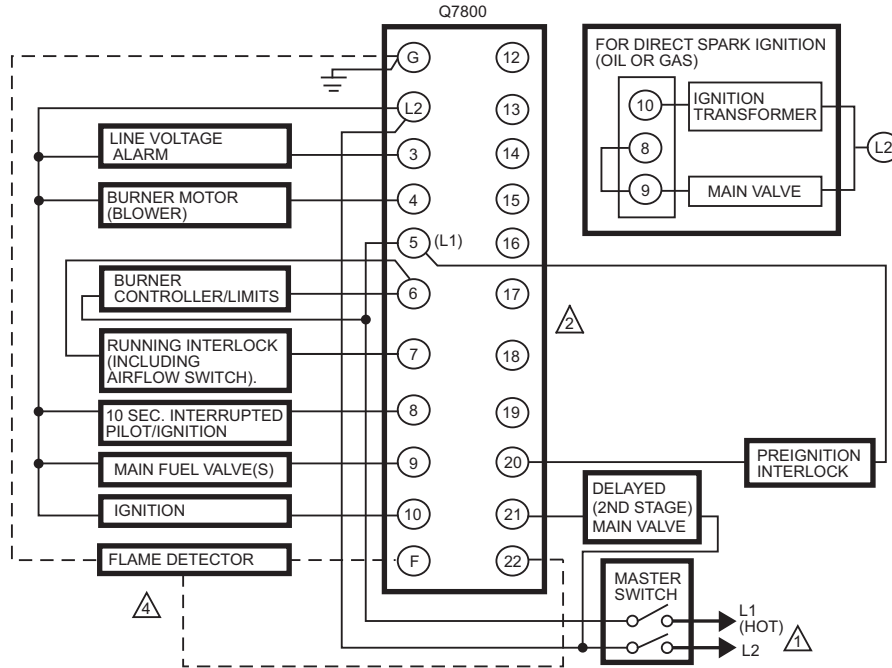 Q7800
G
L2
3
4
5
(L1)
6
7
8
9
10
F
12
13
14
15
16
17
18
19
20
21
22
LINE VOLTAGE
ALARM
BURNER MOTOR
(BLOWER)
BURNER
CONTROLLER/LIMITS
RUNNING INTERLOCK
(INCLUDING
AIRFLOW SWITCH).
10 SEC. INTERRUPTED
PILOT/IGNITION
MAIN FUEL VALVE(S)
IGNITION
FLAME DETECTOR
4
2
FOR DIRECT SPARK IGNITION
(OIL OR GAS)
10
IGNITION
TRANSFORMER
8
9
MAIN VALVE
L2
PREIGNITION
INTERLOCK
DELAYED
(2ND STAGE)
MAIN VALVE
MASTER
SWITCH
L1
(HOT)
L2
1